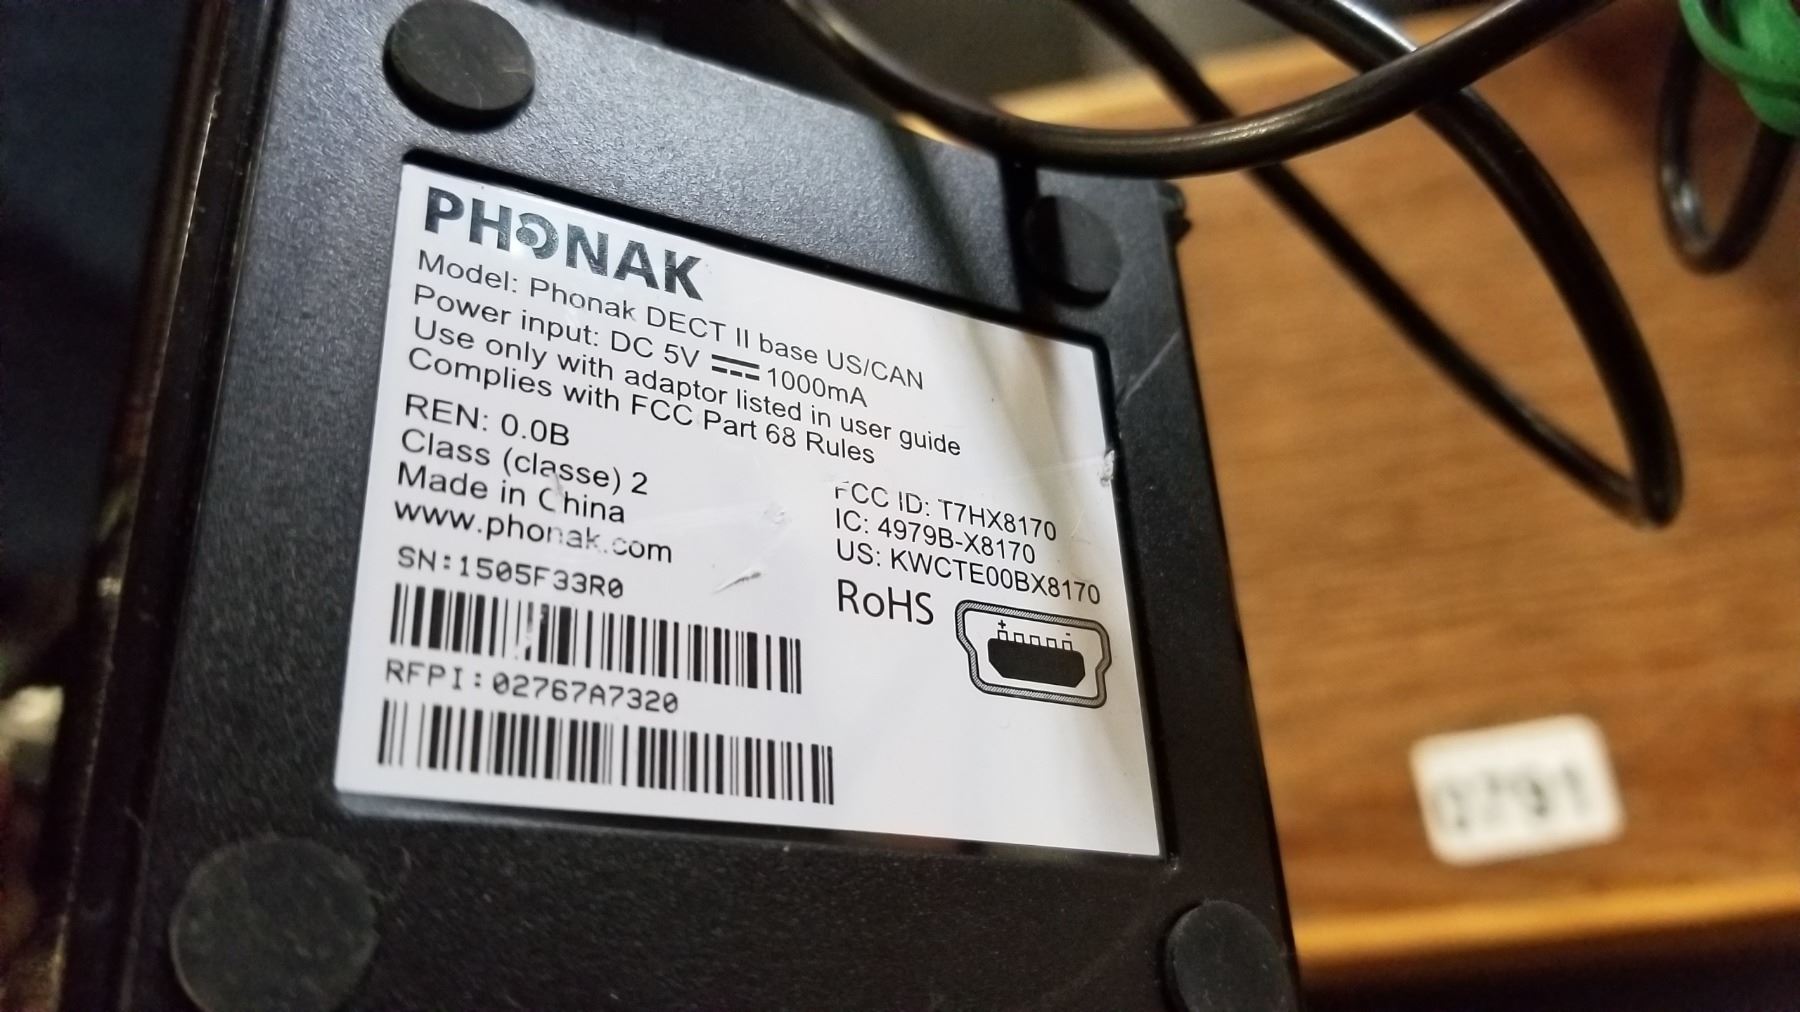 PHONAK
Model: Phonak DECT II base US/CAN
Power input: DC 5V ⎓ 1000mA
Use only with adaptor listed in user guide
Complies with FCC Part 68 Rules
REN: 0.0B
Class (classe) 2
Made in China
www.phonak.com
FCC ID: T7HX8170
IC: 4979B-X8170
US: KWCTE00BX8170
RoHS
+ -
SN:1505F33R0
RFPI:02767A7320